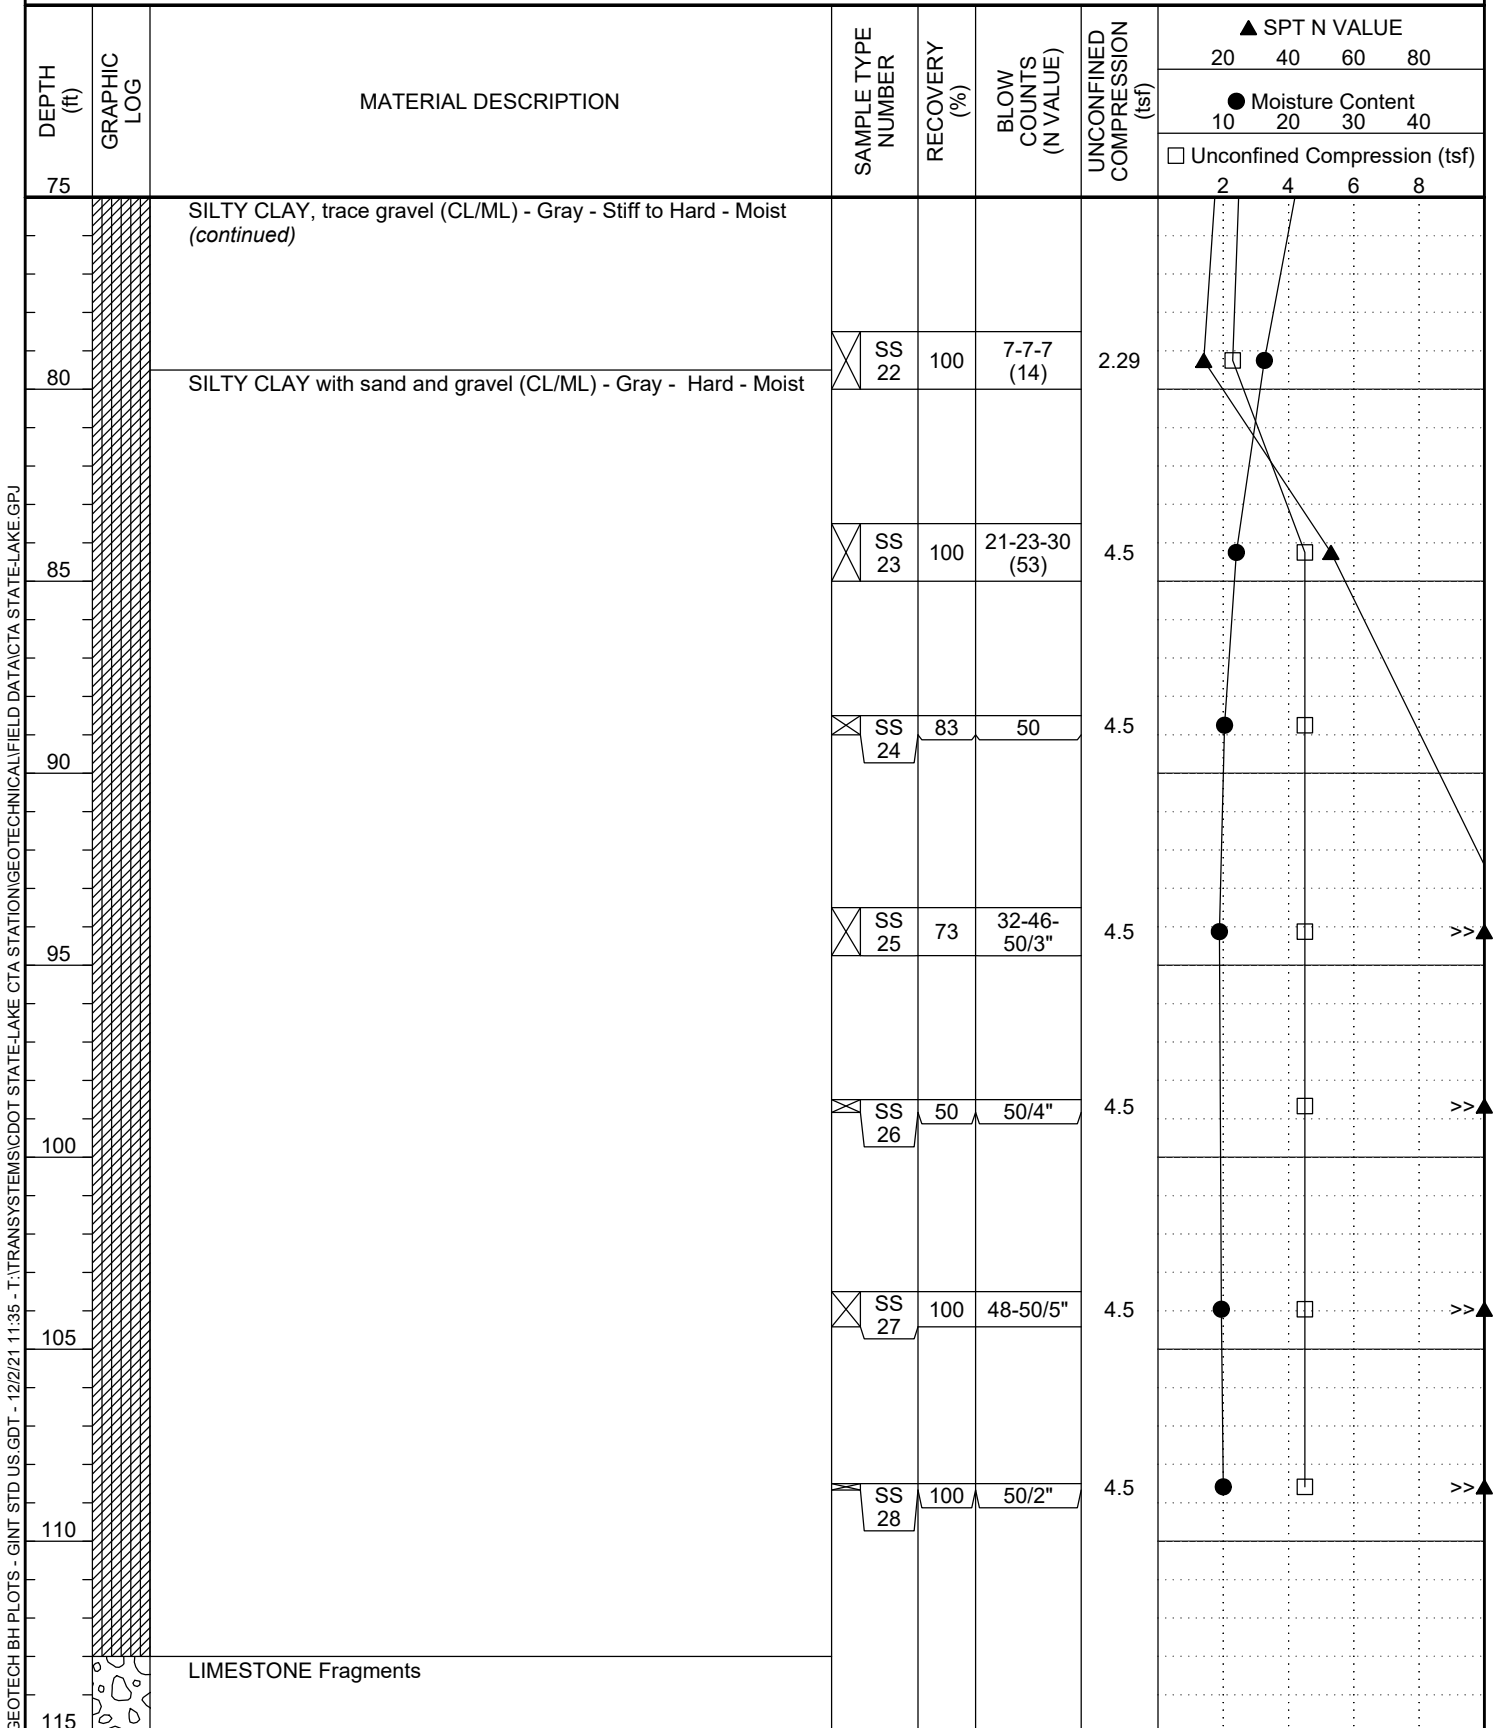 DEPTH
(ft)
GRAPHIC
LOG
MATERIAL DESCRIPTION
SAMPLE TYPE
NUMBER
RECOVERY
(%)
BLOW
COUNTS
(N VALUE)
UNCONFINED
COMPRESSION
(tsf)
▲ SPT N VALUE
20 40 60 80
● Moisture Content
10 20 30 40
□ Unconfined Compression (tsf)
2 4 6 8
75
SILTY CLAY, trace gravel (CL/ML) - Gray - Stiff to Hard - Moist
(continued)
SS
22
100
7-7-7
(14)
2.29
80
SILTY CLAY with sand and gravel (CL/ML) - Gray - Hard - Moist
SS
23
100
21-23-30
(53)
4.5
85
SS
24
83
50
4.5
90
SS
25
73
32-46-
50/3"
4.5
>>
95
SS
26
50
50/4"
4.5
>>
100
SS
27
100
48-50/5"
4.5
>>
105
SS
28
100
50/2"
4.5
>>
110
LIMESTONE Fragments
115
GEOTECH BH PLOTS - GINT STD US.GDT - 12/2/21 11:35 - T:\TRANSYSTEMS\CDOT STATE-LAKE CTA STATION\GEOTECHNICAL\FIELD DATA\CTA STATE-LAKE.GPJ